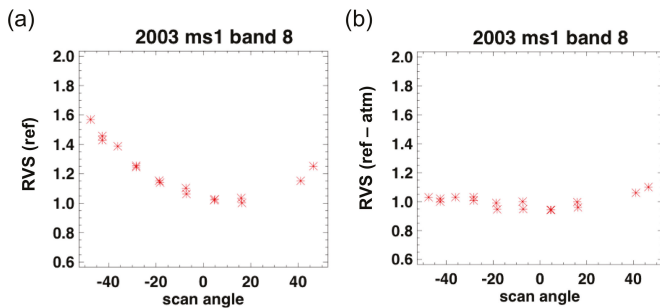 (a)
2003 ms1 band 8
RVS (ref)
2.0
1.8
1.6
1.4
1.2
1.0
0.8
0.6
-40 -20 0 20 40
scan angle
(b)
2003 ms1 band 8
RVS (ref – atm)
2.0
1.8
1.6
1.4
1.2
1.0
0.8
0.6
-40 -20 0 20 40
scan angle